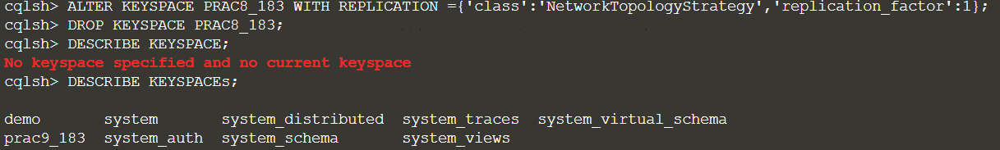 cqlsh> ALTER KEYSPACE PRAC8_183 WITH REPLICATION ={'class':'NetworkTopologyStrategy','replication_factor':1};
cqlsh> DROP KEYSPACE PRAC8_183;
cqlsh> DESCRIBE KEYSPACE;
No keyspace specified and no current keyspace
cqlsh> DESCRIBE KEYSPACEs;
demo system system_distributed system_traces system_virtual_schema
prac9_183 system_auth system_schema system_views